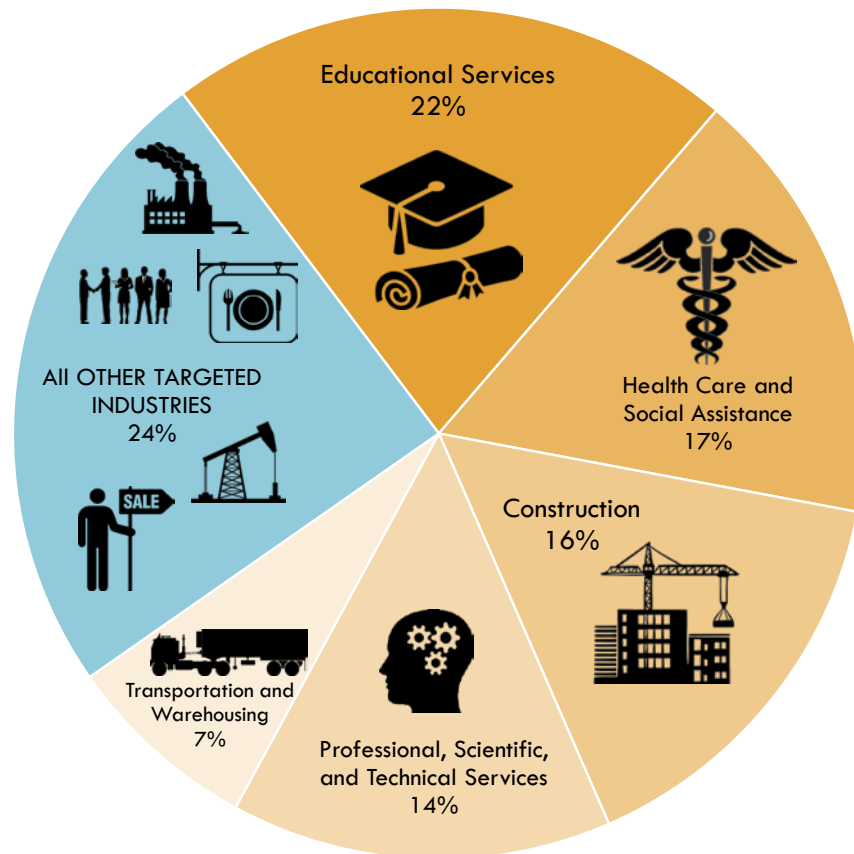 Educational Services
22%
Health Care and
Social Assistance
17%
Construction
16%
Professional, Scientific,
and Technical Services
14%
Transportation and
Warehousing
7%
All OTHER TARGETED
INDUSTRIES
24%
SALE